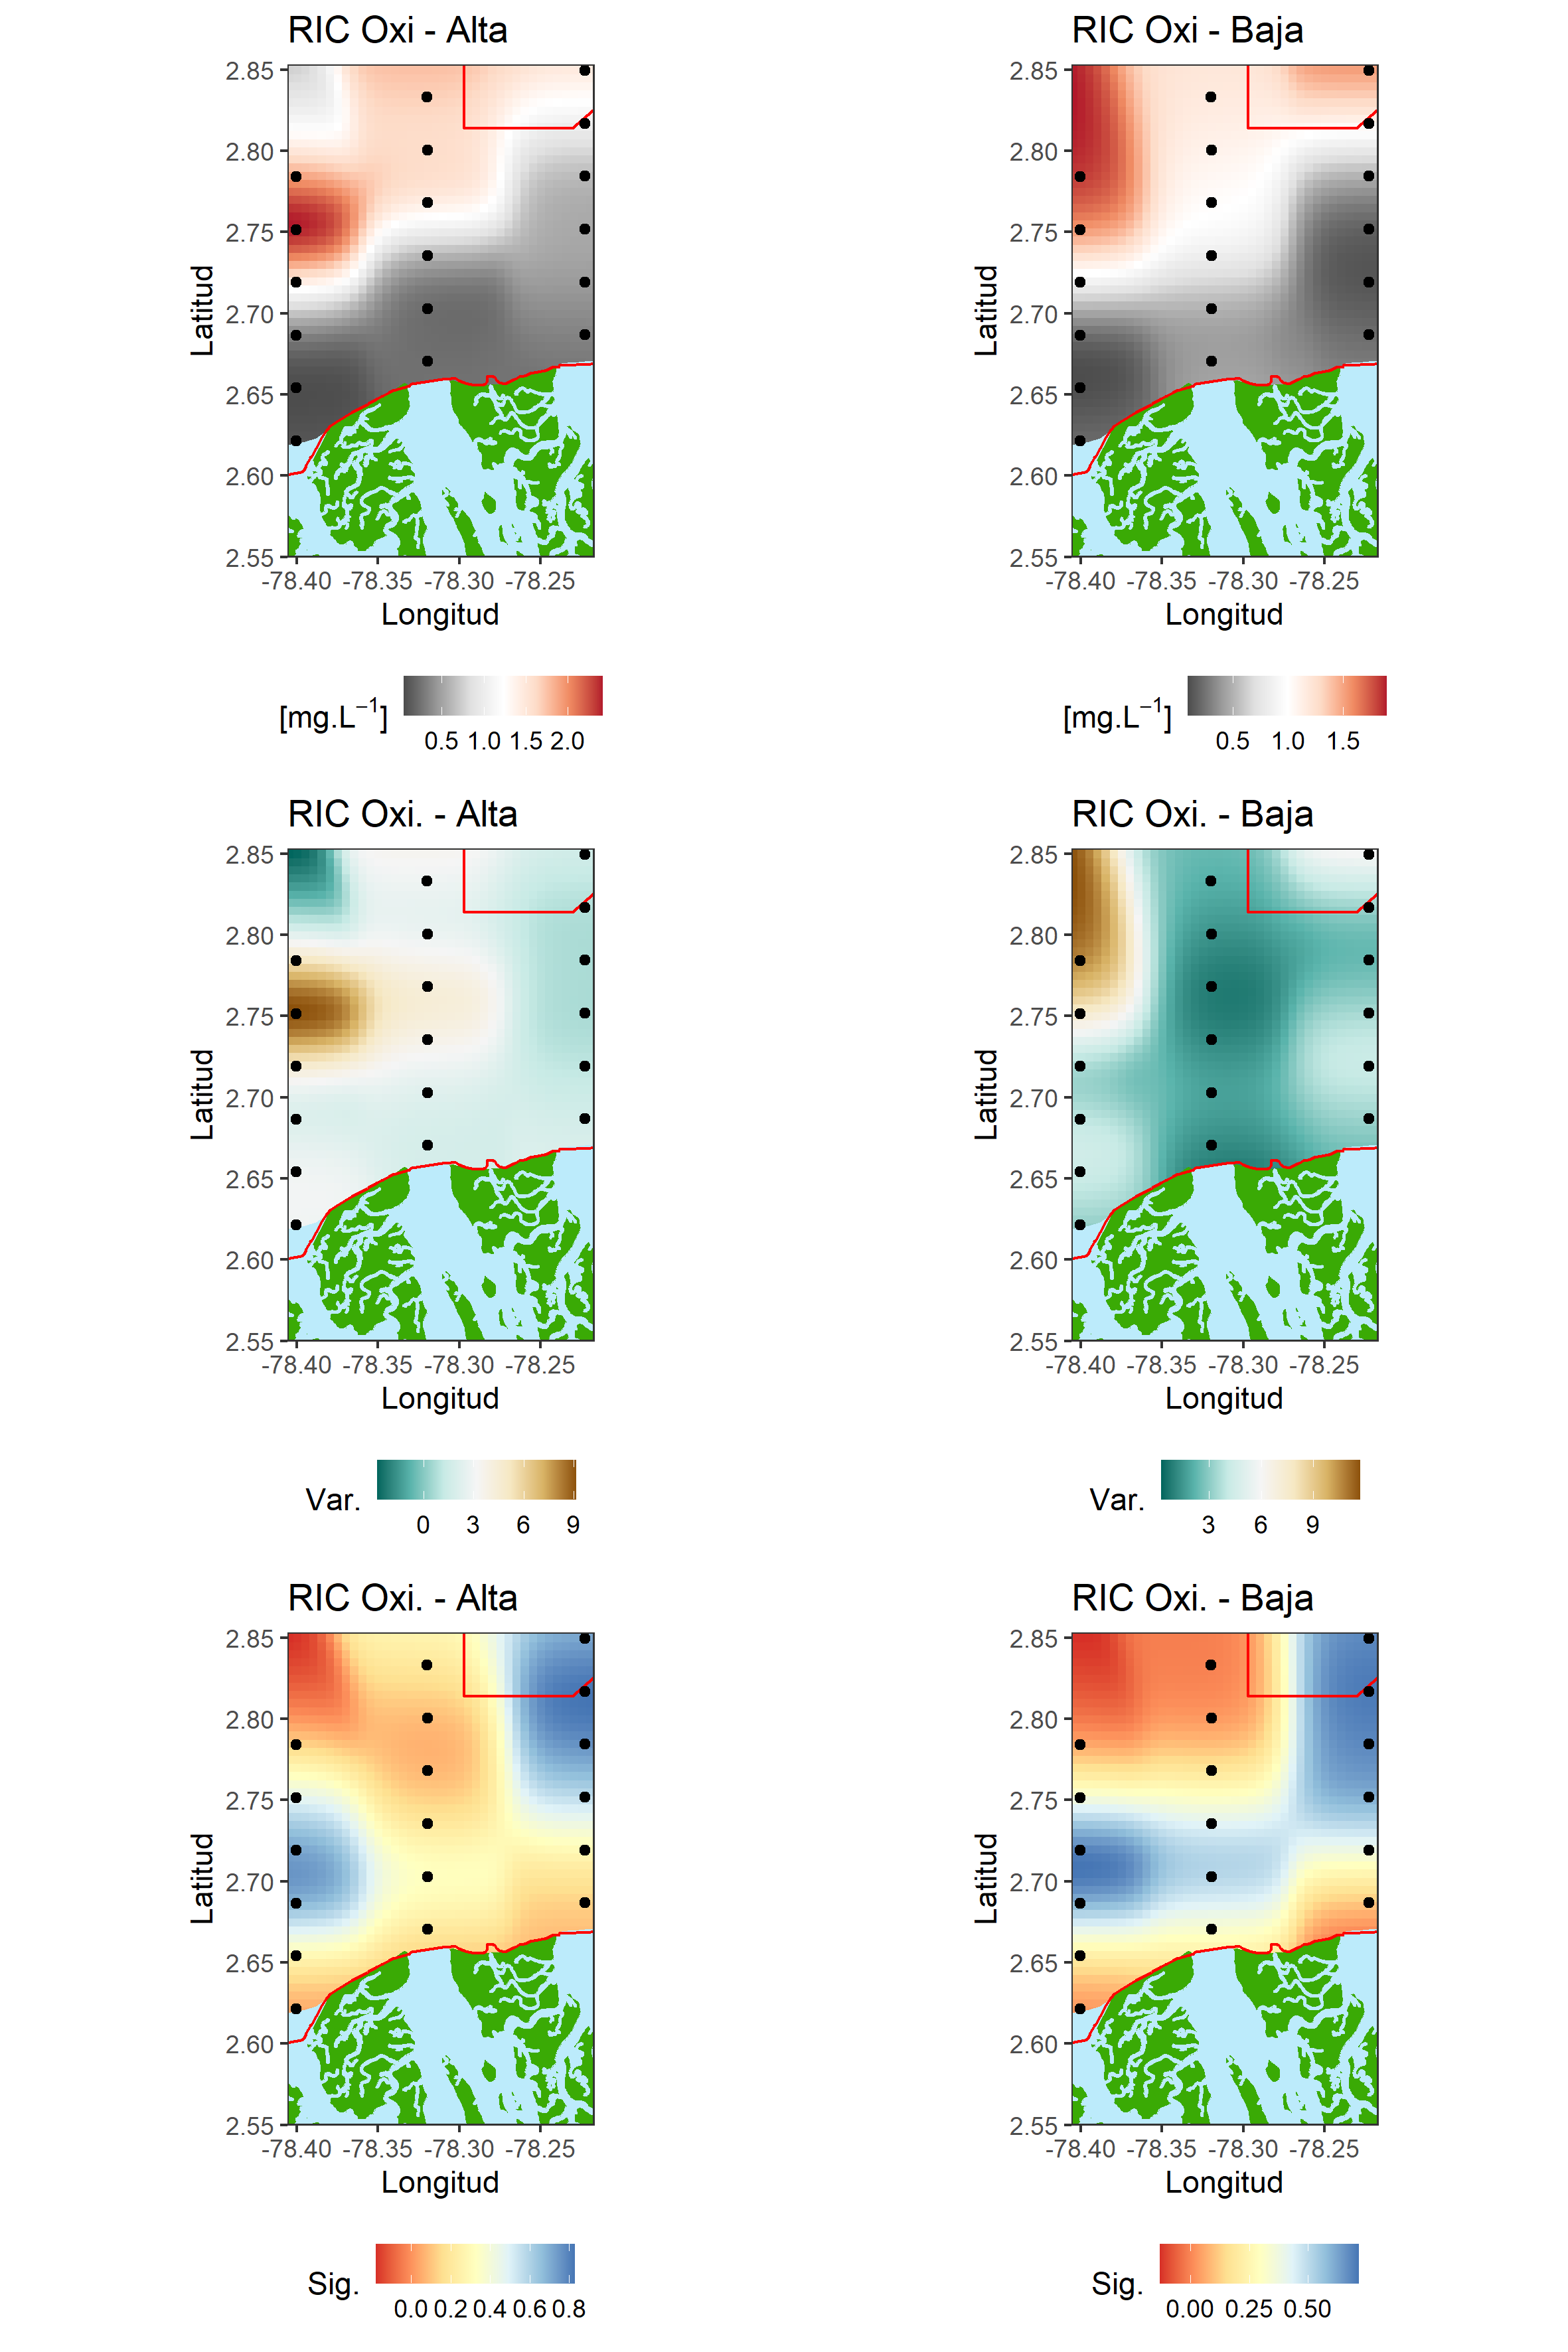 RIC Oxi - Alta
RIC Oxi - Baja
2.85
2.80
2.75
2.70
2.65
2.60
2.55
Latitud
-78.40 -78.35 -78.30 -78.25
Longitud
[mg.L⁻¹]
0.5 1.0 1.5 2.0
2.85
2.80
2.75
2.70
2.65
2.60
2.55
Latitud
-78.40 -78.35 -78.30 -78.25
Longitud
[mg.L⁻¹]
0.5 1.0 1.5
RIC Oxi. - Alta
RIC Oxi. - Baja
2.85
2.80
2.75
2.70
2.65
2.60
2.55
Latitud
-78.40 -78.35 -78.30 -78.25
Longitud
Var.
0 3 6 9
2.85
2.80
2.75
2.70
2.65
2.60
2.55
Latitud
-78.40 -78.35 -78.30 -78.25
Longitud
Var.
3 6 9
RIC Oxi. - Alta
RIC Oxi. - Baja
2.85
2.80
2.75
2.70
2.65
2.60
2.55
Latitud
-78.40 -78.35 -78.30 -78.25
Longitud
Sig.
0.0 0.2 0.4 0.6 0.8
2.85
2.80
2.75
2.70
2.65
2.60
2.55
Latitud
-78.40 -78.35 -78.30 -78.25
Longitud
Sig.
0.00 0.25 0.50